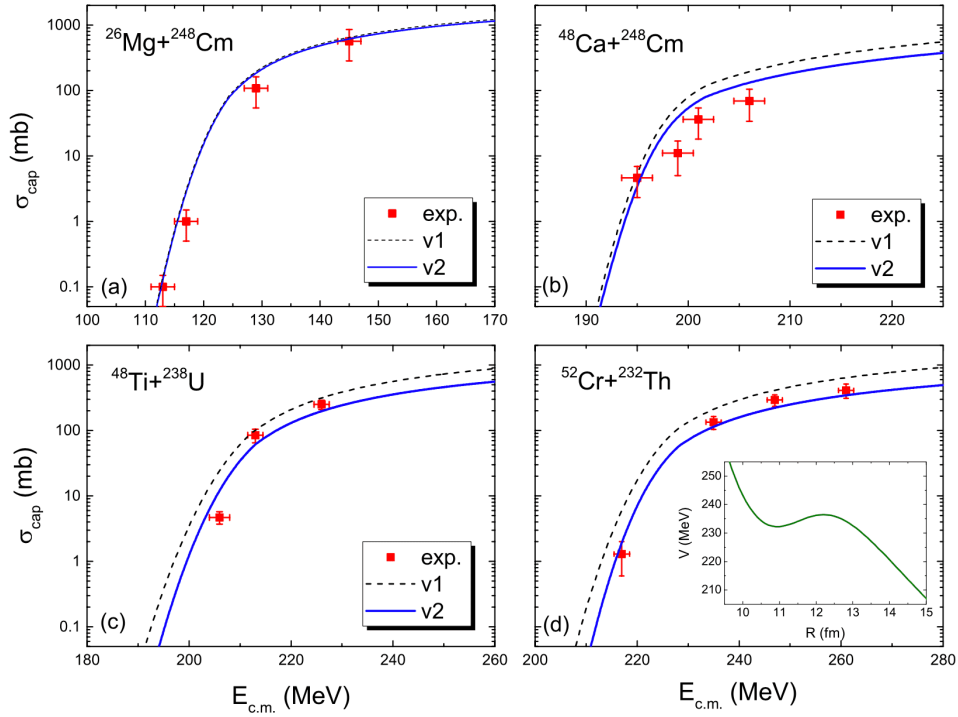 ²⁶Mg+²⁴⁸Cm
⁴⁸Ca+²⁴⁸Cm
1000
100
10
1
0.1
σcap (mb)
exp.
v1
v2
exp.
v1
v2
(a)
(b)
100 110 120 130 140 150 160 170
190 200 210 220
⁴⁸Ti+²³⁸U
⁵²Cr+²³²Th
1000
100
10
1
0.1
σcap (mb)
exp.
v1
v2
250
240
230
220
210
V (MeV)
10 11 12 13 14 15
R (fm)
(c)
(d)
180 200 220 240 260
200 220 240 260 280
Ec.m. (MeV)
Ec.m. (MeV)